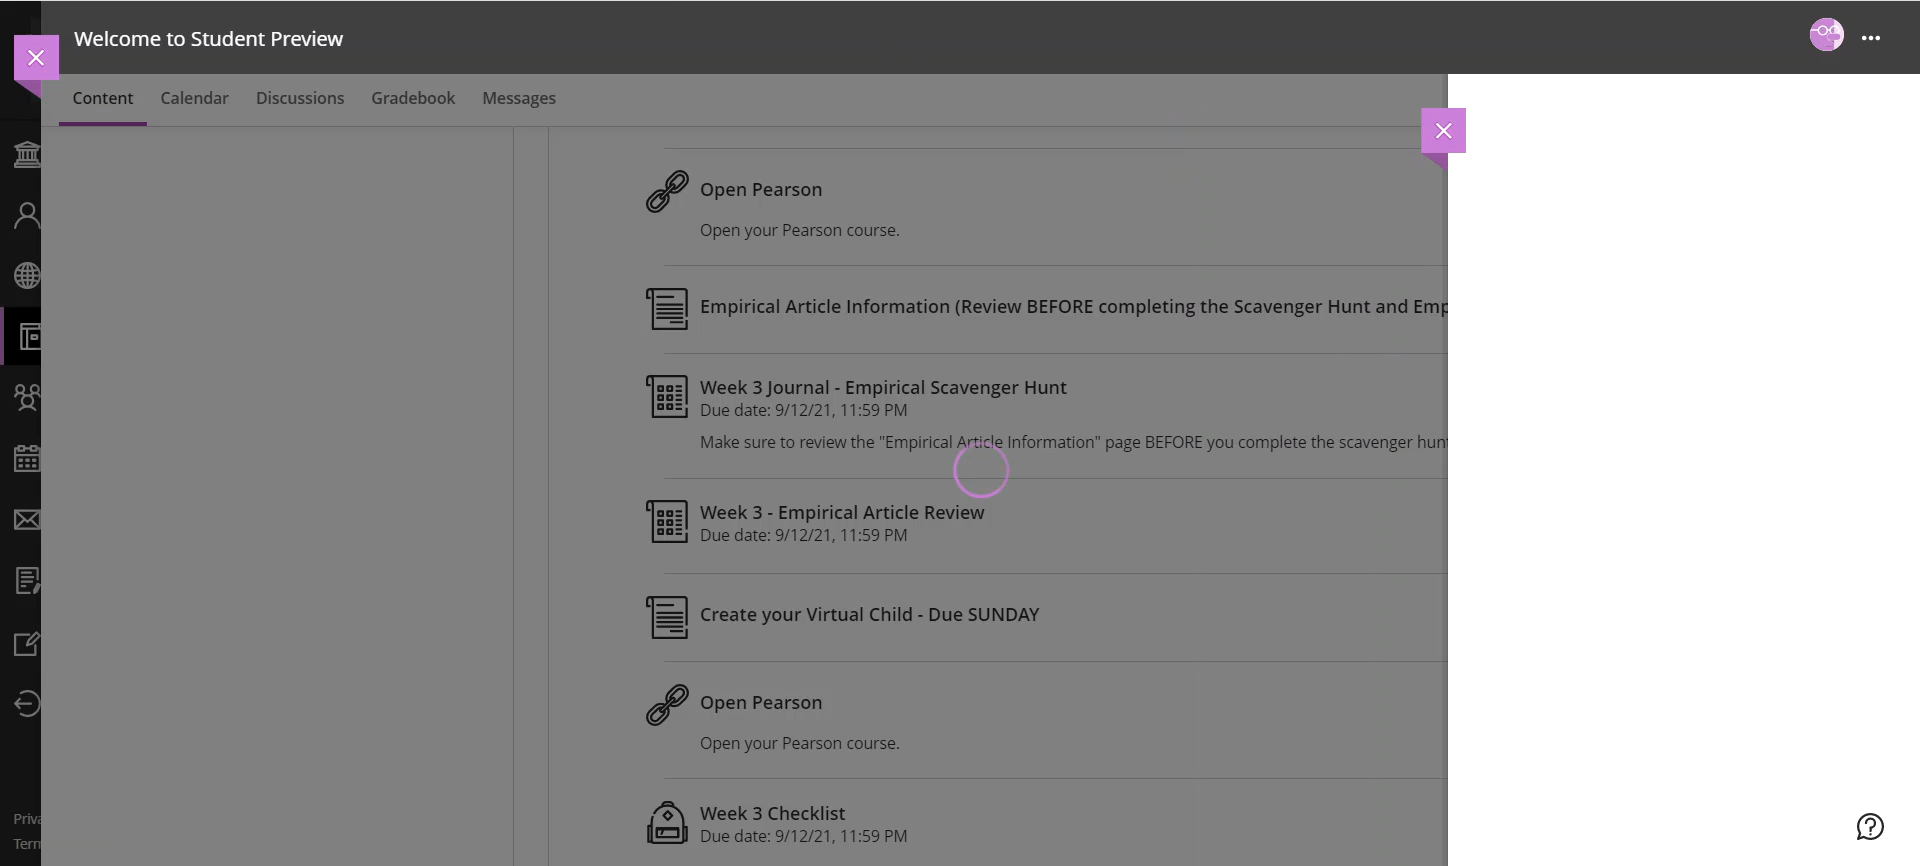 Welcome to Student Preview
Content Calendar Discussions Gradebook Messages
Open Pearson
Open your Pearson course.
Empirical Article Information (Review BEFORE completing the Scavenger Hunt and Emp
Week 3 Journal - Empirical Scavenger Hunt
Due date: 9/12/21, 11:59 PM
Make sure to review the "Empirical Article Information" page BEFORE you complete the scavenger hun
Week 3 - Empirical Article Review
Due date: 9/12/21, 11:59 PM
Create your Virtual Child - Due SUNDAY
Open Pearson
Open your Pearson course.
Week 3 Checklist
Due date: 9/12/21, 11:59 PM
Priva
Tern